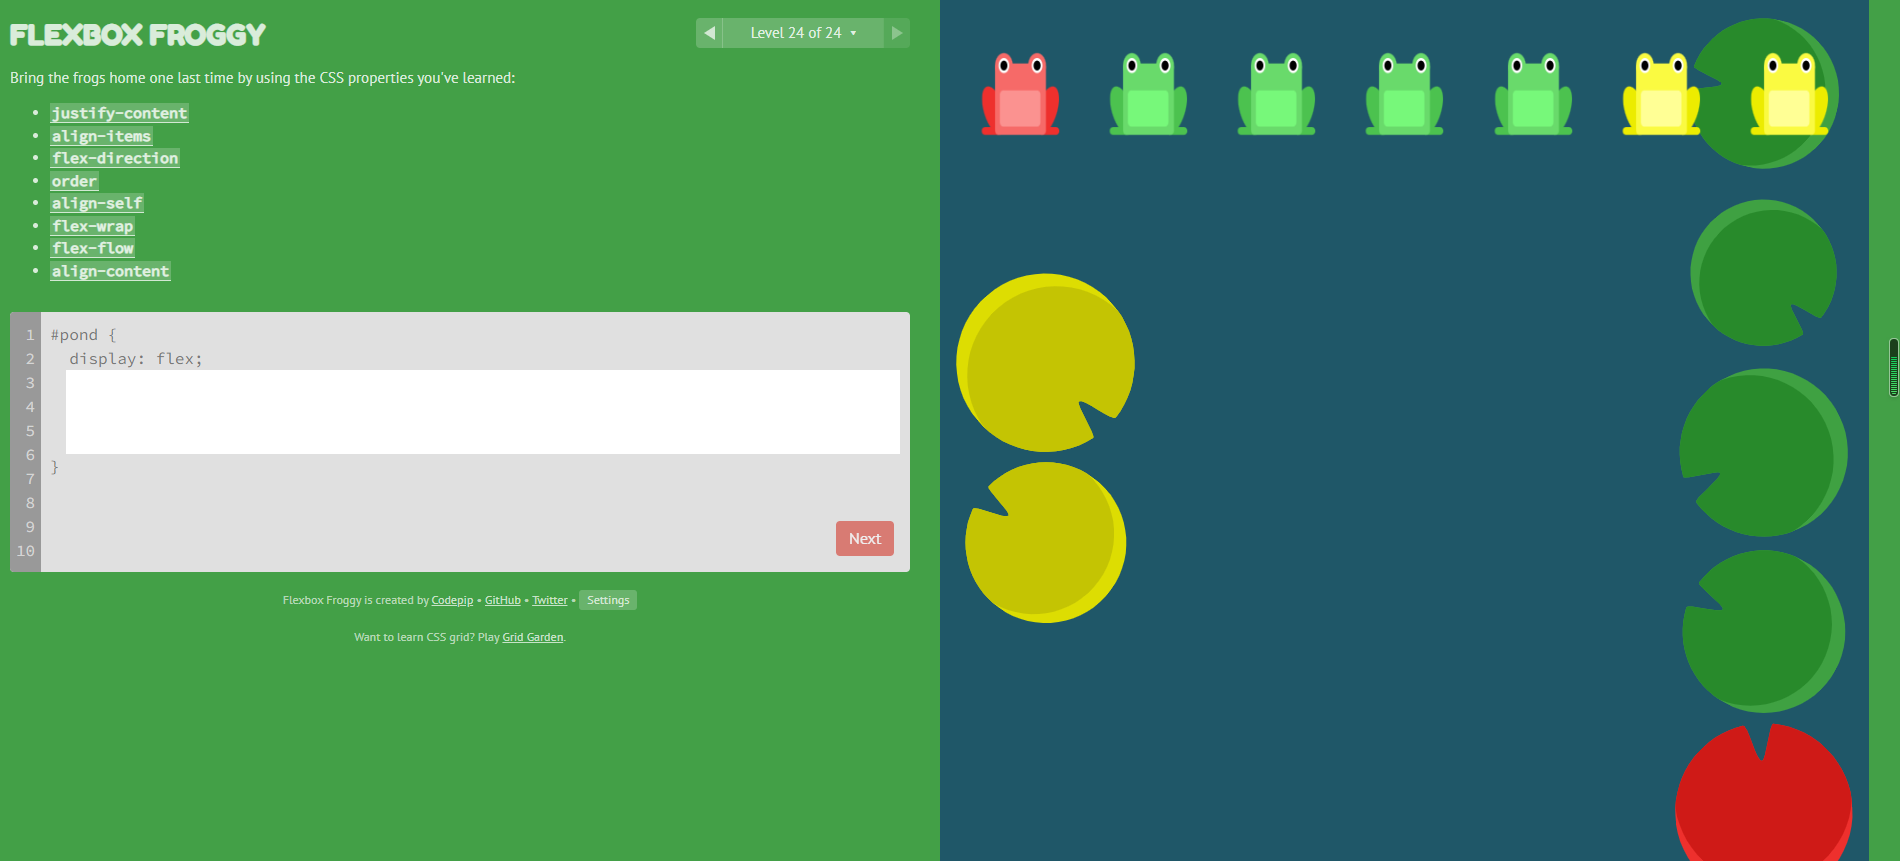 FLEXBOX FROGGY
Level 24 of 24
Bring the frogs home one last time by using the CSS properties you've learned:
justify-content
align-items
flex-direction
order
align-self
flex-wrap
flex-flow
align-content
1 #pond {
2 display: flex;
3
4
5
6 }
7
8
9
10
Next
Flexbox Froggy is created by Codepip • GitHub • Twitter • Settings
Want to learn CSS grid? Play Grid Garden.